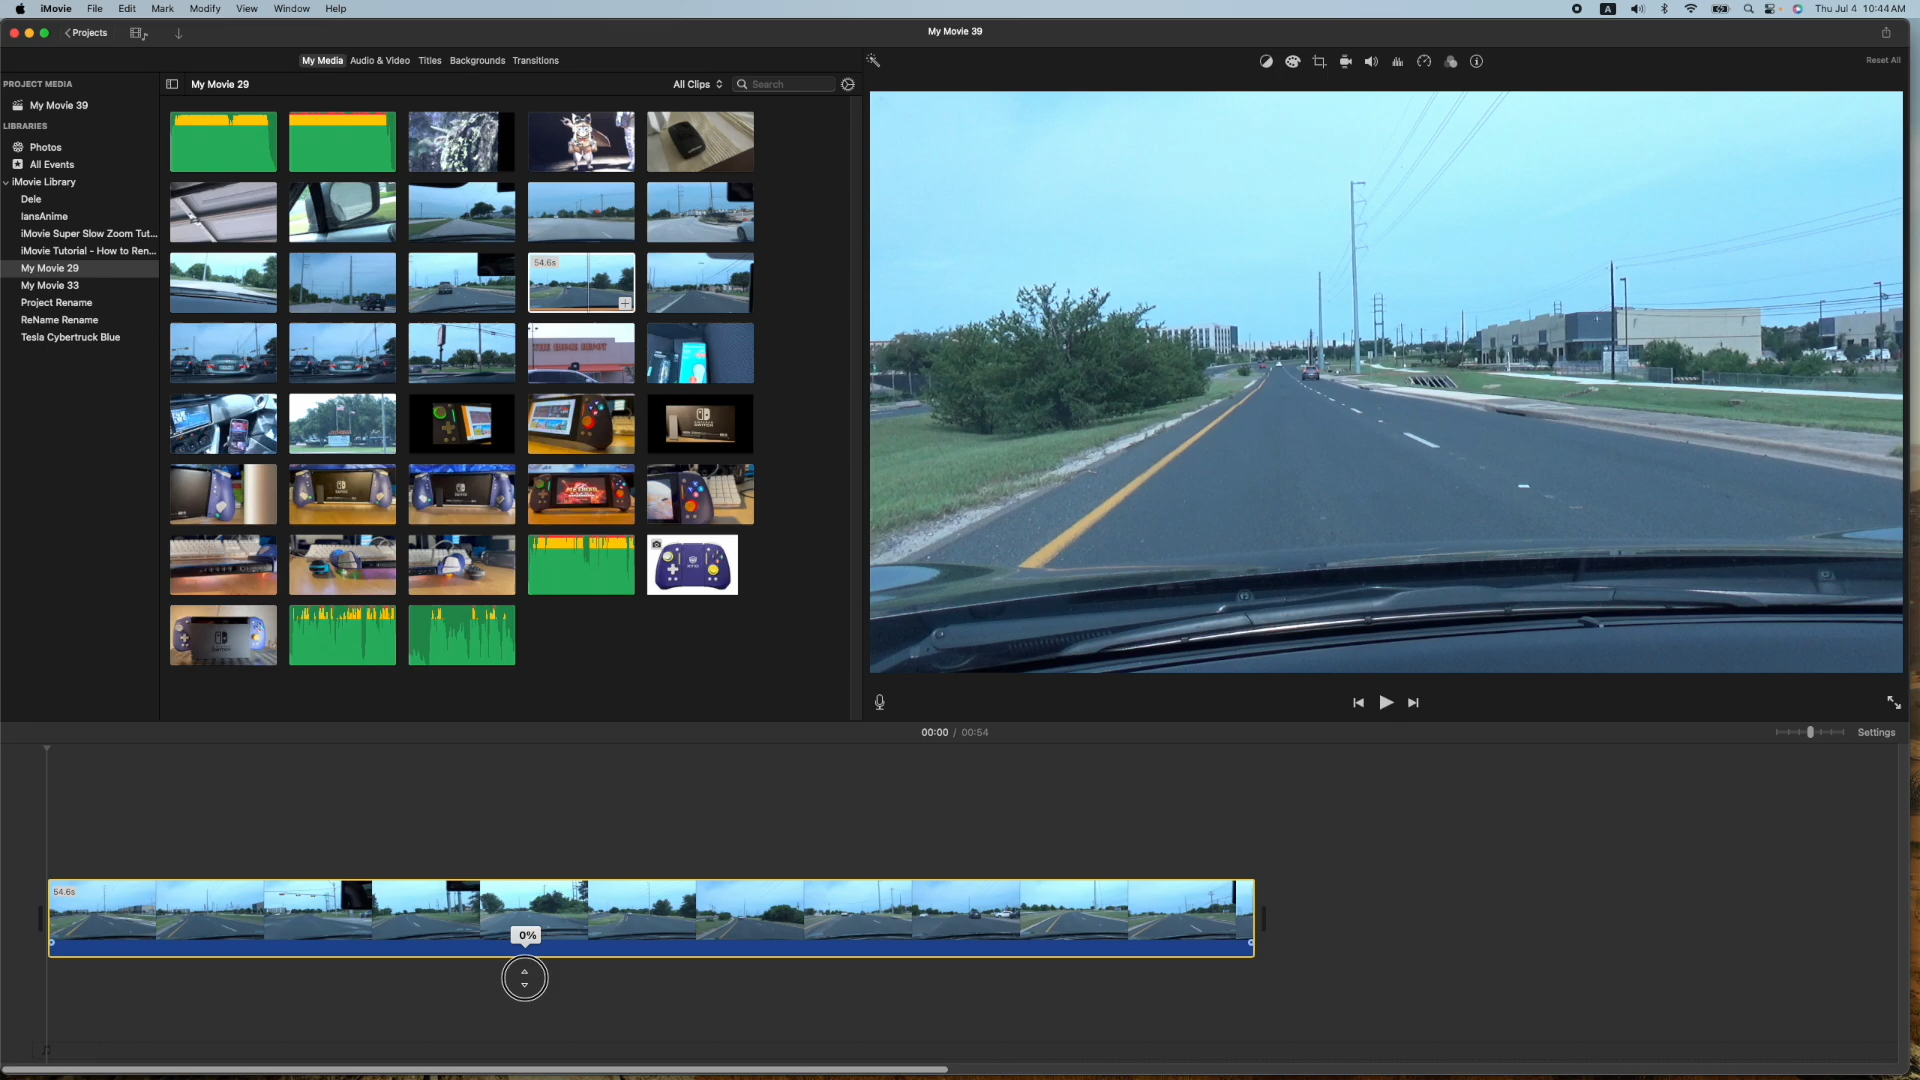 iMovie File Edit Mark Modify View Window Help
A Thu Jul 4 10:44 AM
Projects
My Movie 39
My Media Audio & Video Titles Backgrounds Transitions
Reset All
PROJECT MEDIA
My Movie 29
All Clips
Search
My Movie 39
LIBRARIES
Photos
All Events
iMovie Library
Dele
IansAnime
iMovie Super Slow Zoom Tut...
iMovie Tutorial - How to Ren...
My Movie 29
My Movie 33
Project Rename
ReName Rename
Tesla Cybertruck Blue
54.6s
THE HOME DEPOT
00:00 / 00:54
Settings
54.6s
0%